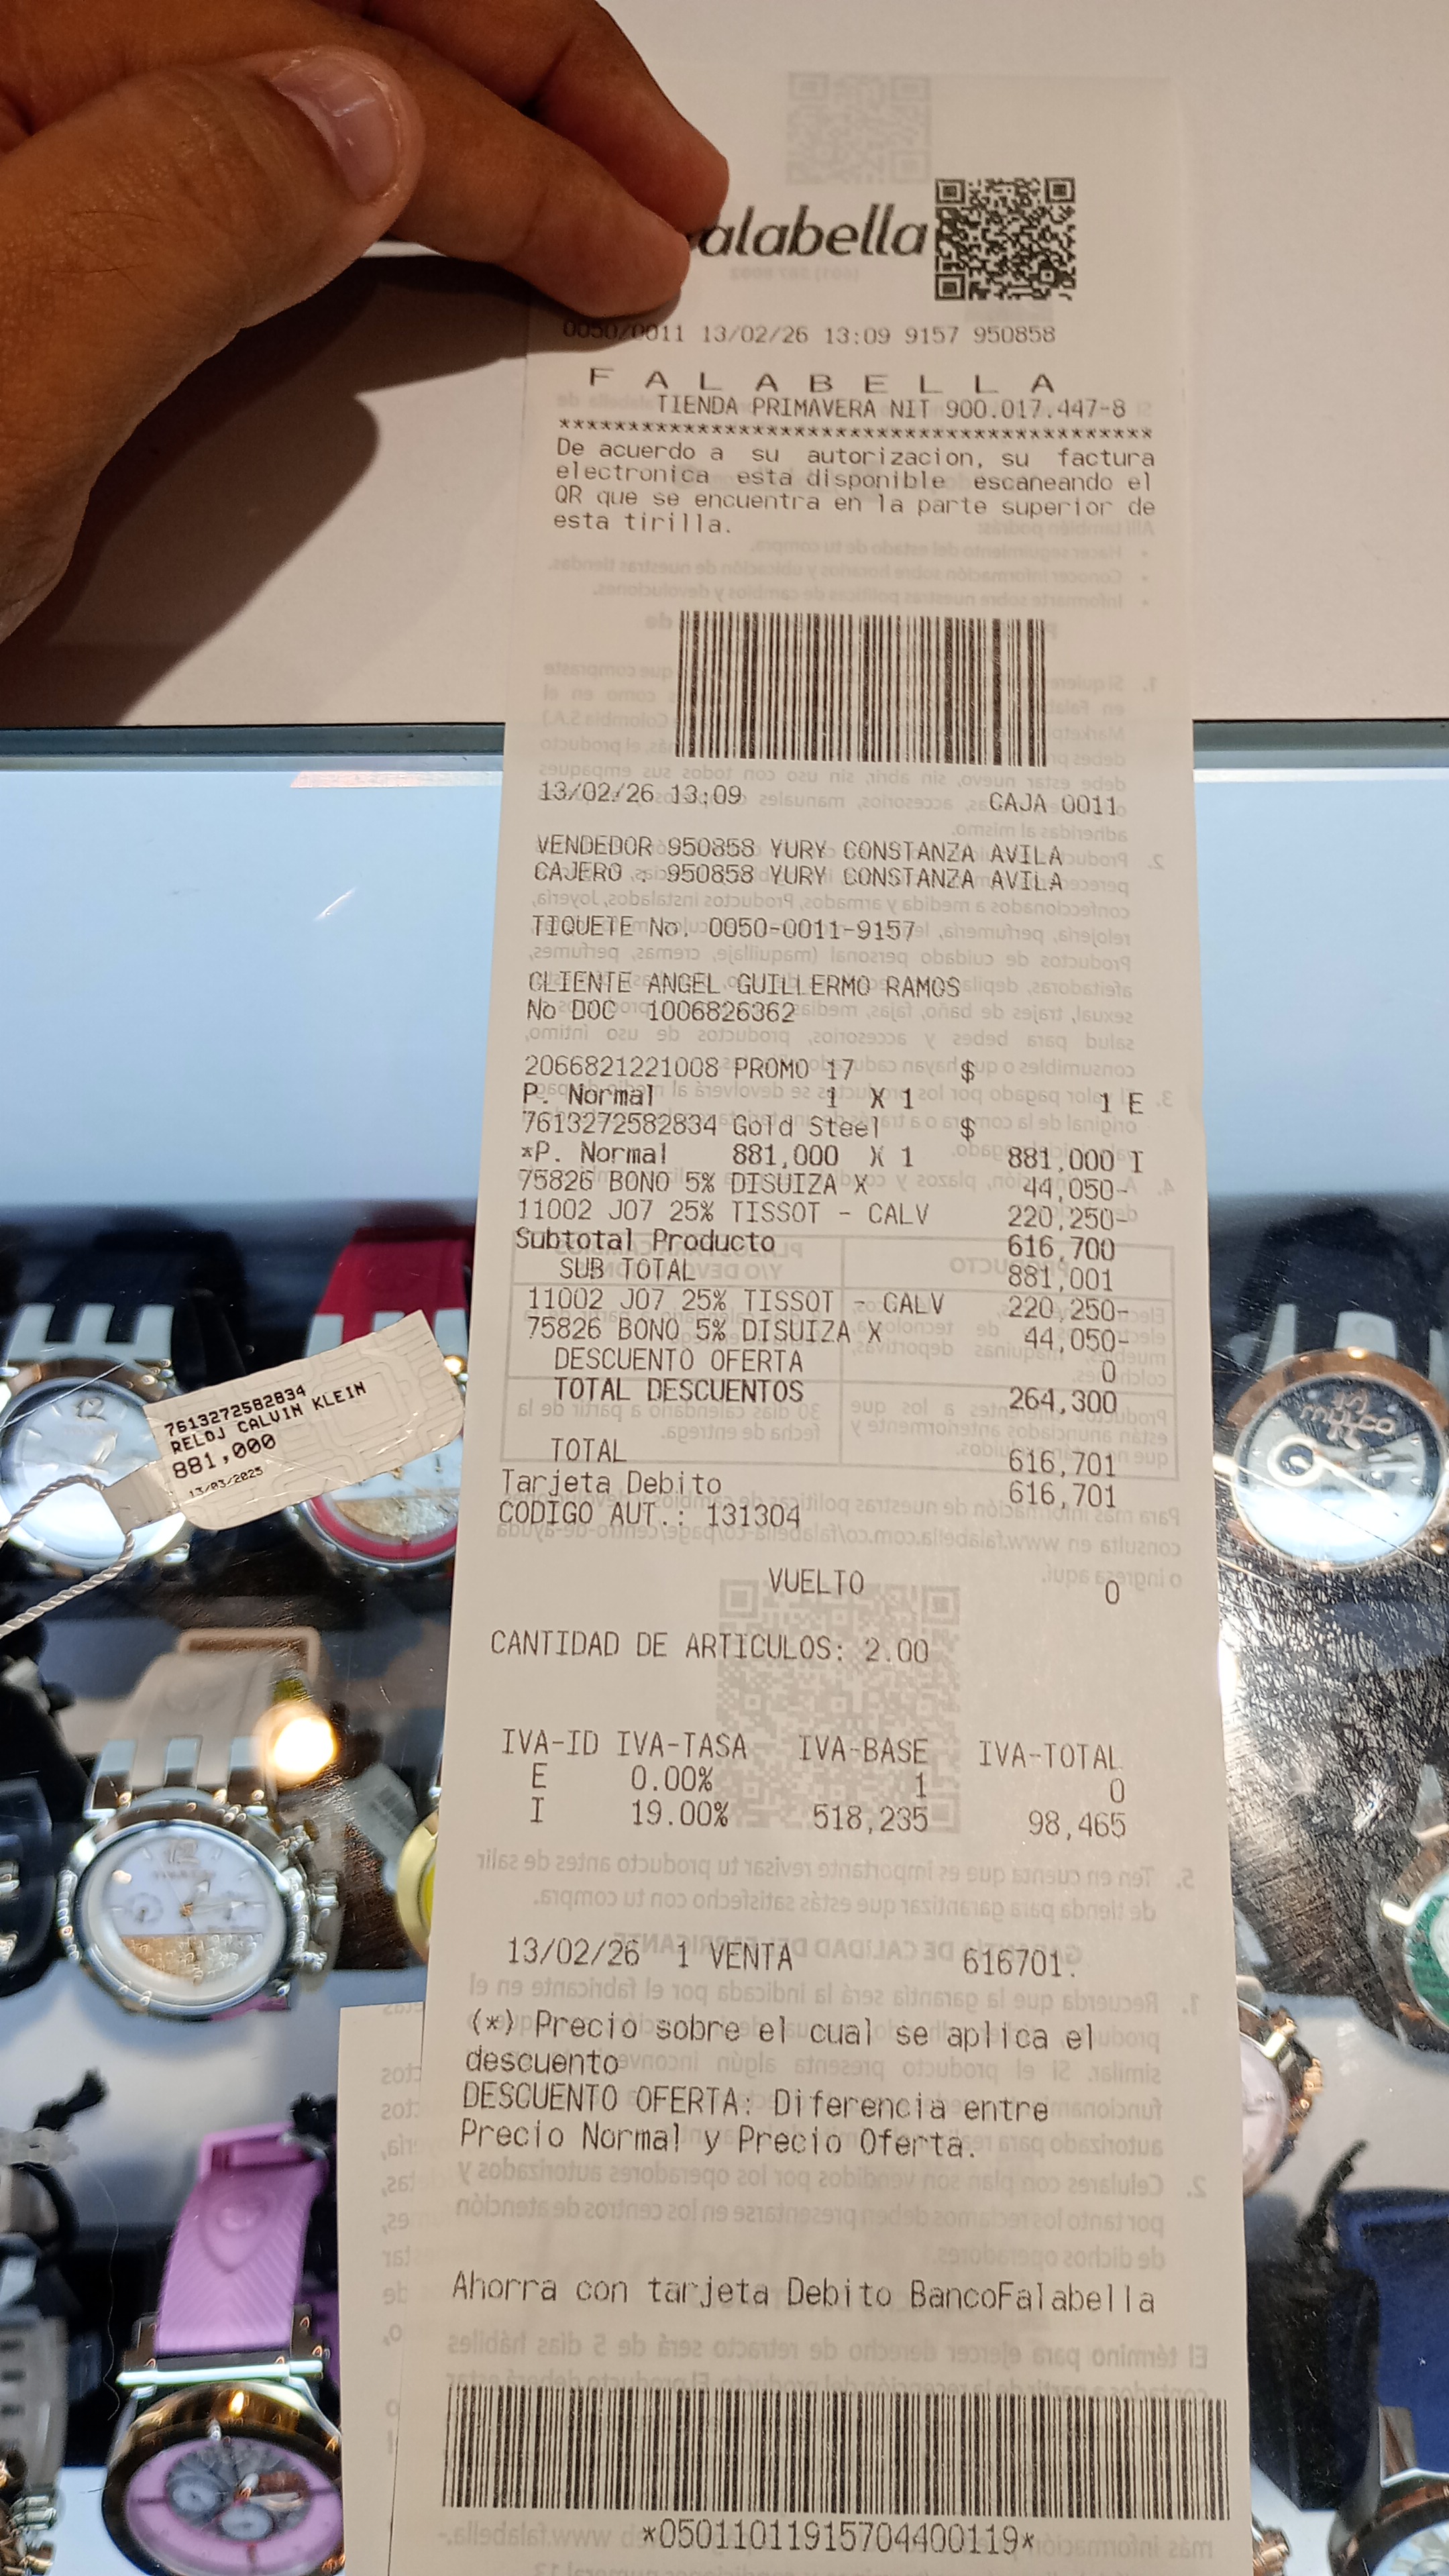 alabella
0050/0011 13/02/26 13:09 9157 950858
F A L A B E L L A
TIENDA PRIMAVERA NIT 900.017.447-8
*******************************************
De acuerdo a su autorizacion, su factura
electronica esta disponible escaneando el
QR que se encuentra en la parte superior de
esta tirilla.
13/02/26 13:09 CAJA 0011
VENDEDOR 950858 YURY CONSTANZA AVILA
CAJERO : 950858 YURY CONSTANZA AVILA
TIQUETE No. 0050-0011-9157
CLIENTE ANGEL GUILLERMO RAMOS
No DOC 1006826362
2066821221008 PROMO 17 $
P. Normal 1 X 1 1 E
7613272582834 Gold Steel $
*P. Normal 881,000 X 1 881,000 I
75826 BONO 5% DISUIZA X 44,050-
11002 J07 25% TISSOT - CALV 220,250-
Subtotal Producto 616,700
SUB TOTAL 881,001
11002 J07 25% TISSOT - CALV 220,250-
75826 BONO 5% DISUIZA X 44,050-
DESCUENTO OFERTA 0
TOTAL DESCUENTOS 264,300
TOTAL 616,701
Tarjeta Debito 616,701
CODIGO AUT.: 131304
VUELTO 0
CANTIDAD DE ARTICULOS: 2.00
IVA-ID IVA-TASA IVA-BASE IVA-TOTAL
E 0.00% 1 0
I 19.00% 518,235 98,465
13/02/26 1 VENTA 616701.
(*) Precio sobre el cual se aplica el
descuento
DESCUENTO OFERTA: Diferencia entre
Precio Normal y Precio Oferta.
Ahorra con tarjeta Debito BancoFalabella
*05011011915704400119*
7613272582834
RELOJ CALVIN KLEIN
881,000
13/03/2025
mulco